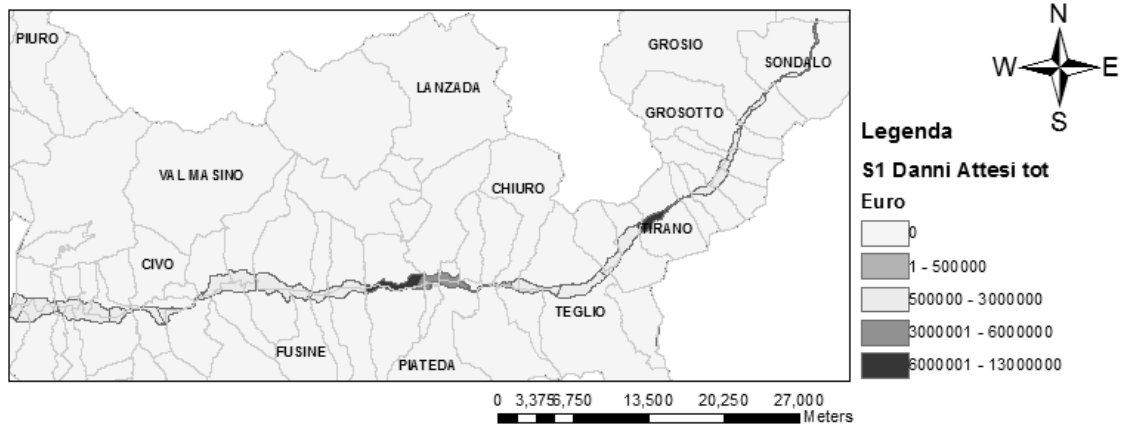 PIURO
GROSIO
SONDALO
LANZADA
GROSOTTO
VAL MASINO
CHIURO
TIRANO
CIVO
TEGLIO
FUSINE
PIATEDA
N
W E
S
Legenda
S1 Danni Attesi tot
Euro
0
1 - 500000
500000 - 3000000
3000001 - 6000000
6000001 - 13000000
0 3,375 6,750 13,500 20,250 27,000
Meters